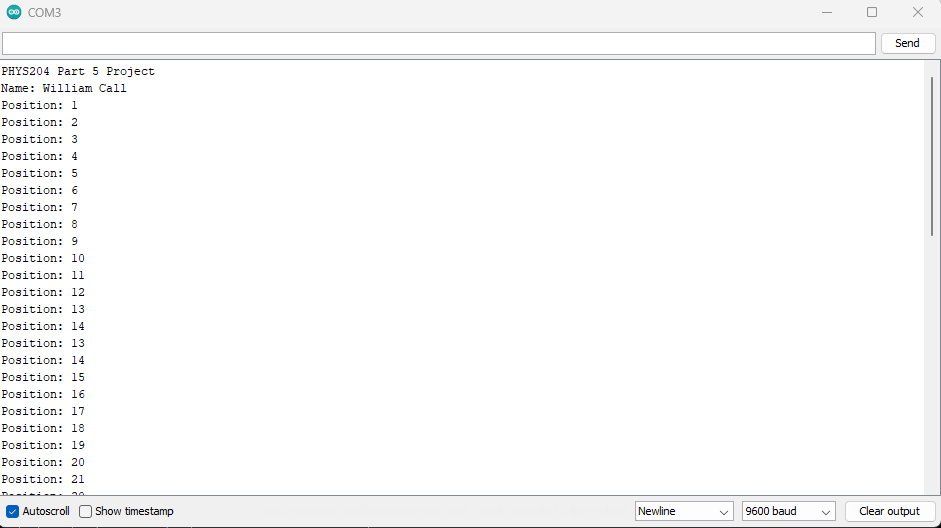 COM3
Send
PHYS204 Part 5 Project
Name: William Call
Position: 1
Position: 2
Position: 3
Position: 4
Position: 5
Position: 6
Position: 7
Position: 8
Position: 9
Position: 10
Position: 11
Position: 12
Position: 13
Position: 14
Position: 13
Position: 14
Position: 15
Position: 16
Position: 17
Position: 18
Position: 19
Position: 20
Position: 21
Autoscroll Show timestamp Newline 9600 baud Clear output